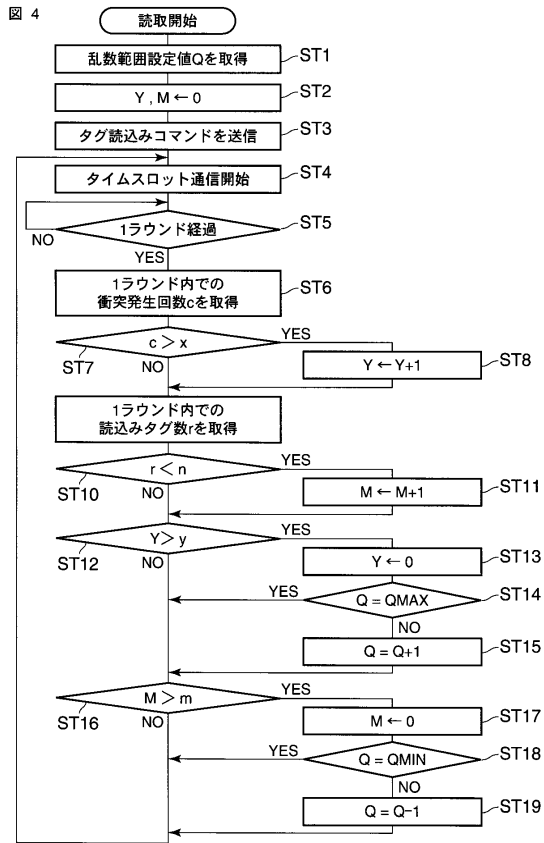 図 4
読取開始
乱数範囲設定値Qを取得
ST1
Y , M ← 0
ST2
タグ読込みコマンドを送信
ST3
タイムスロット通信開始
ST4
1ラウンド経過
ST5
NO
YES
1ラウンド内での
衝突発生回数cを取得
ST6
c > x
YES
ST7
NO
Y ← Y+1
ST8
1ラウンド内での
読込みタグ数rを取得
r < n
YES
ST10
NO
M ← M+1
ST11
Y > y
YES
ST12
NO
Y ← 0
ST13
YES
Q = QMAX
ST14
NO
Q = Q+1
ST15
M > m
YES
ST16
NO
M ← 0
ST17
YES
Q = QMIN
ST18
NO
Q = Q-1
ST19